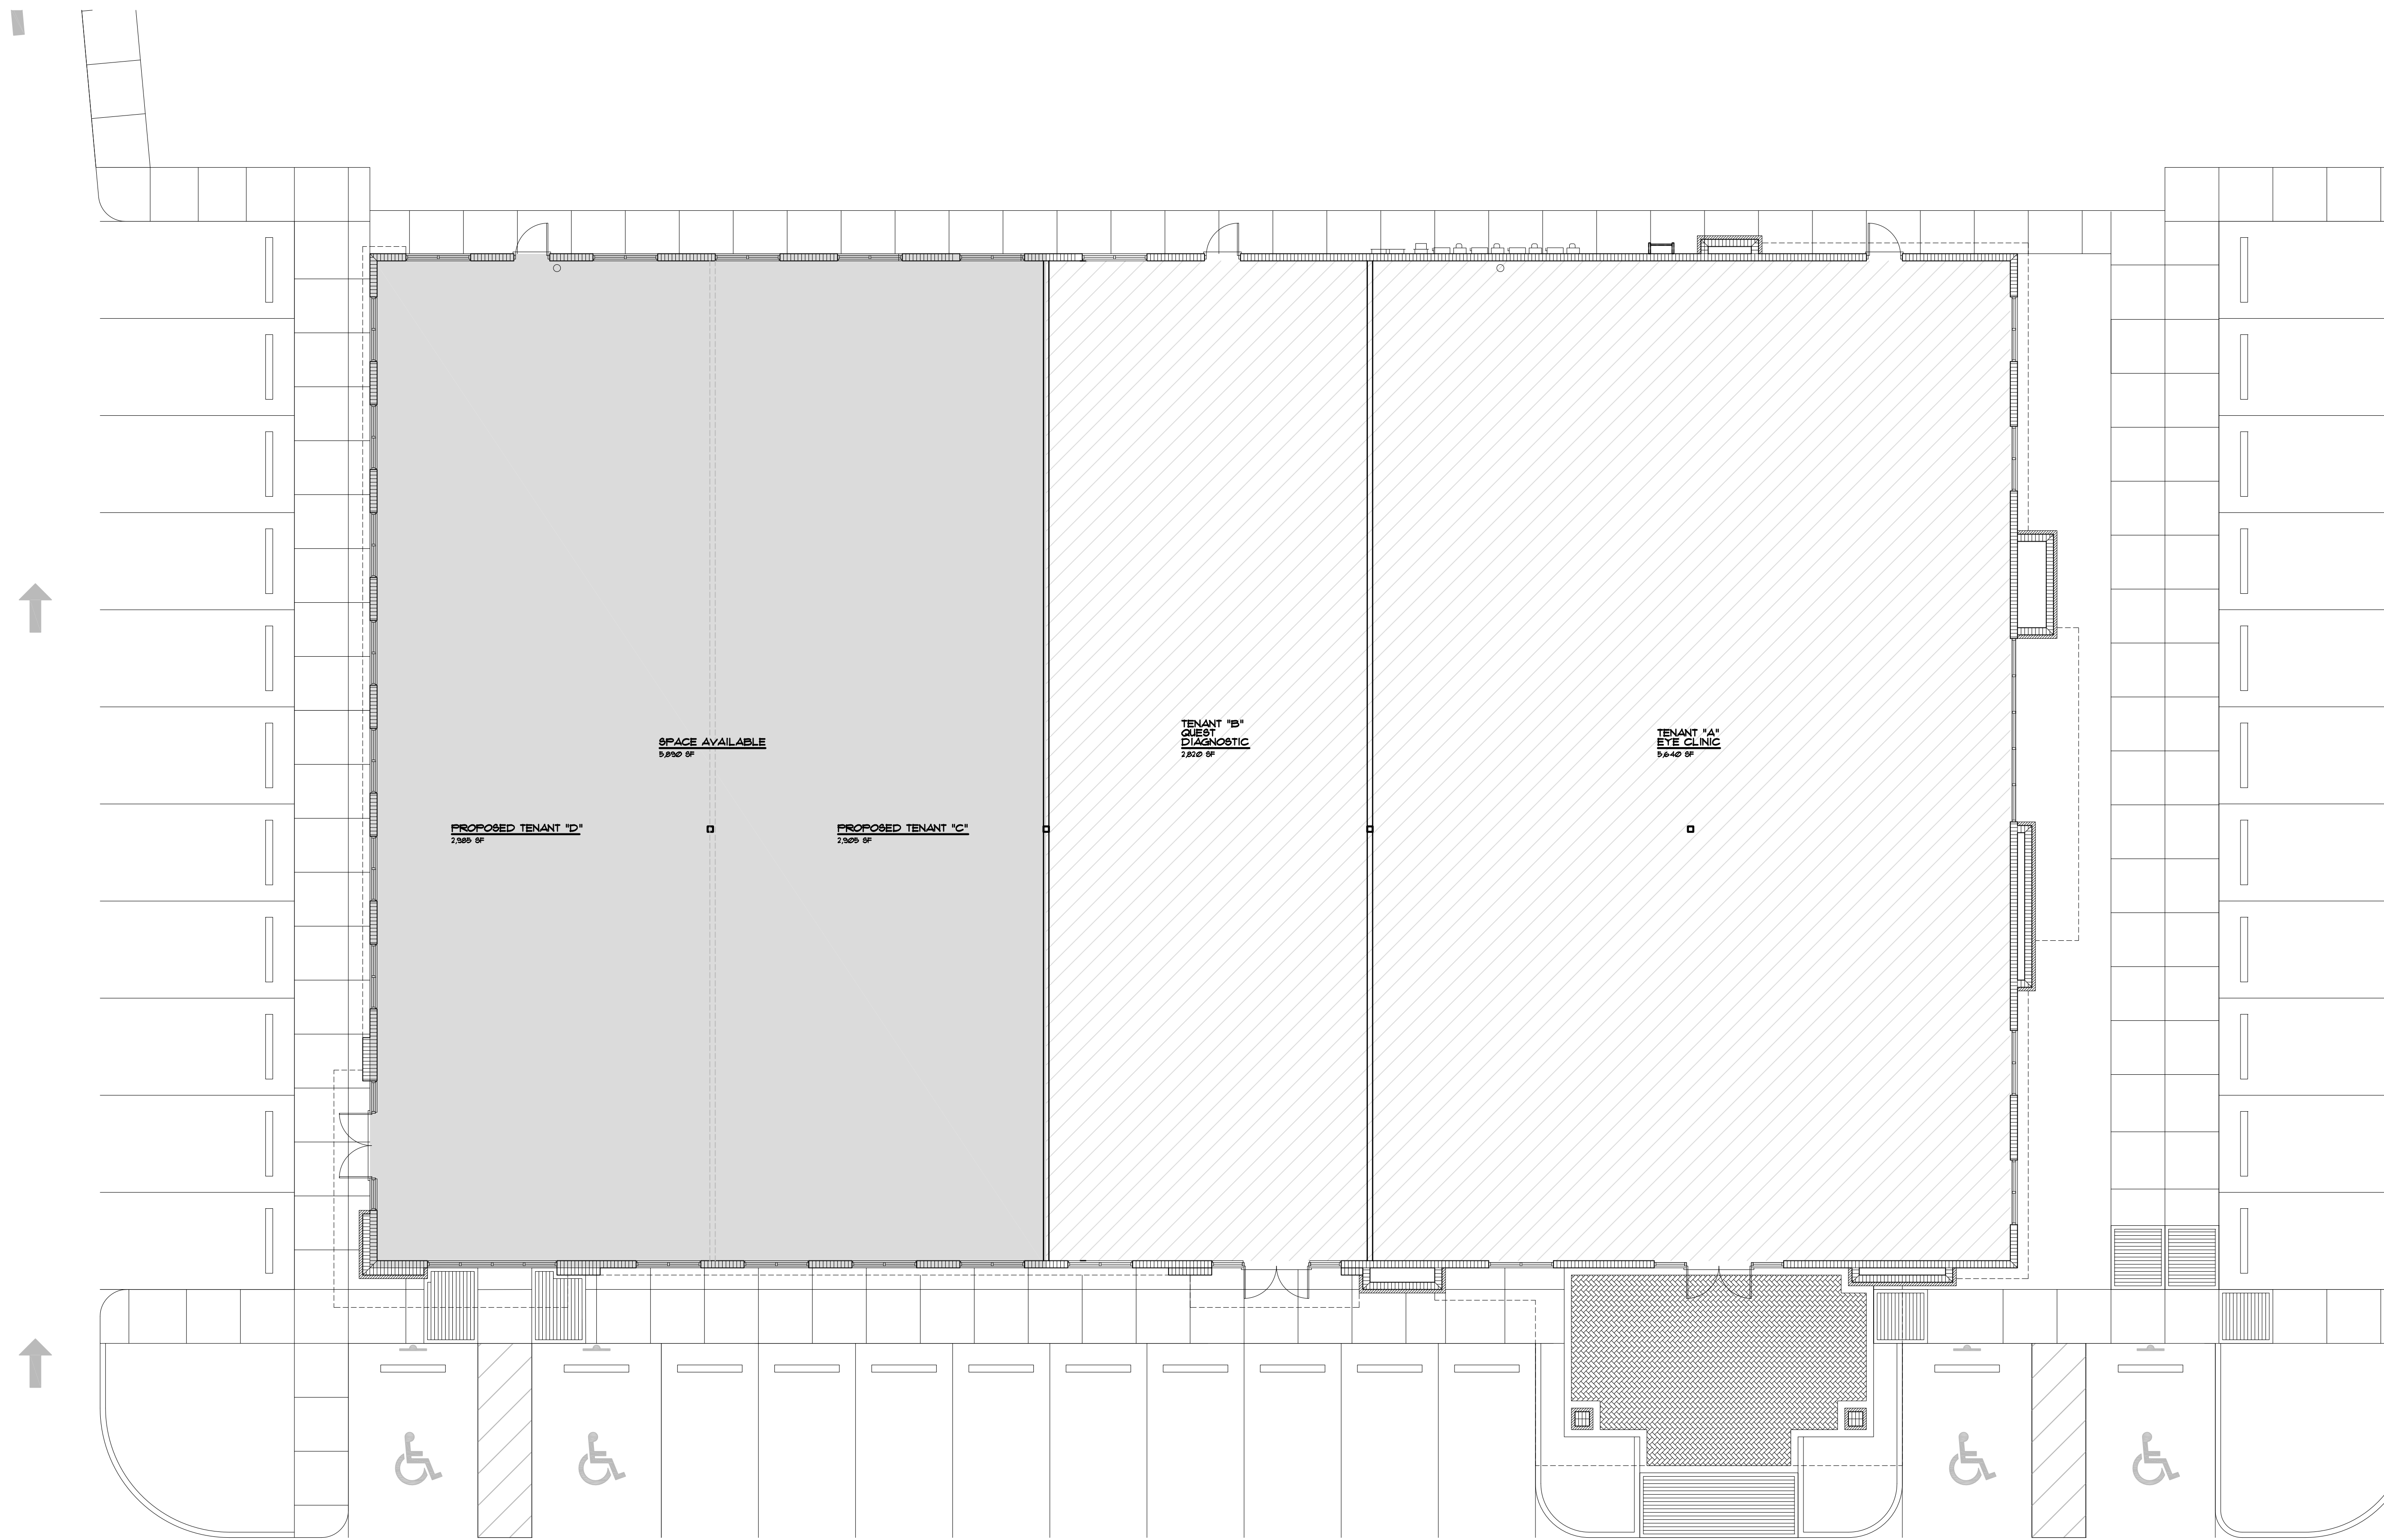 SPACE AVAILABLE
5,890 SF
PROPOSED TENANT "D"
2,985 SF
PROPOSED TENANT "C"
2,905 SF
TENANT "B"
QUEST
DIAGNOSTIC
2,820 SF
TENANT "A"
EYE CLINIC
5,640 SF